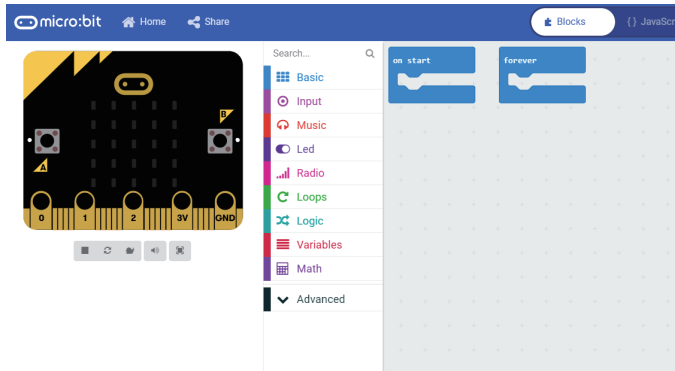 micro:bit Home Share Blocks {} JavaScr
Search...
Basic
Input
Music
Led
Radio
Loops
Logic
Variables
Math
Advanced
on start
forever
B
A
0 1 2 3V GND